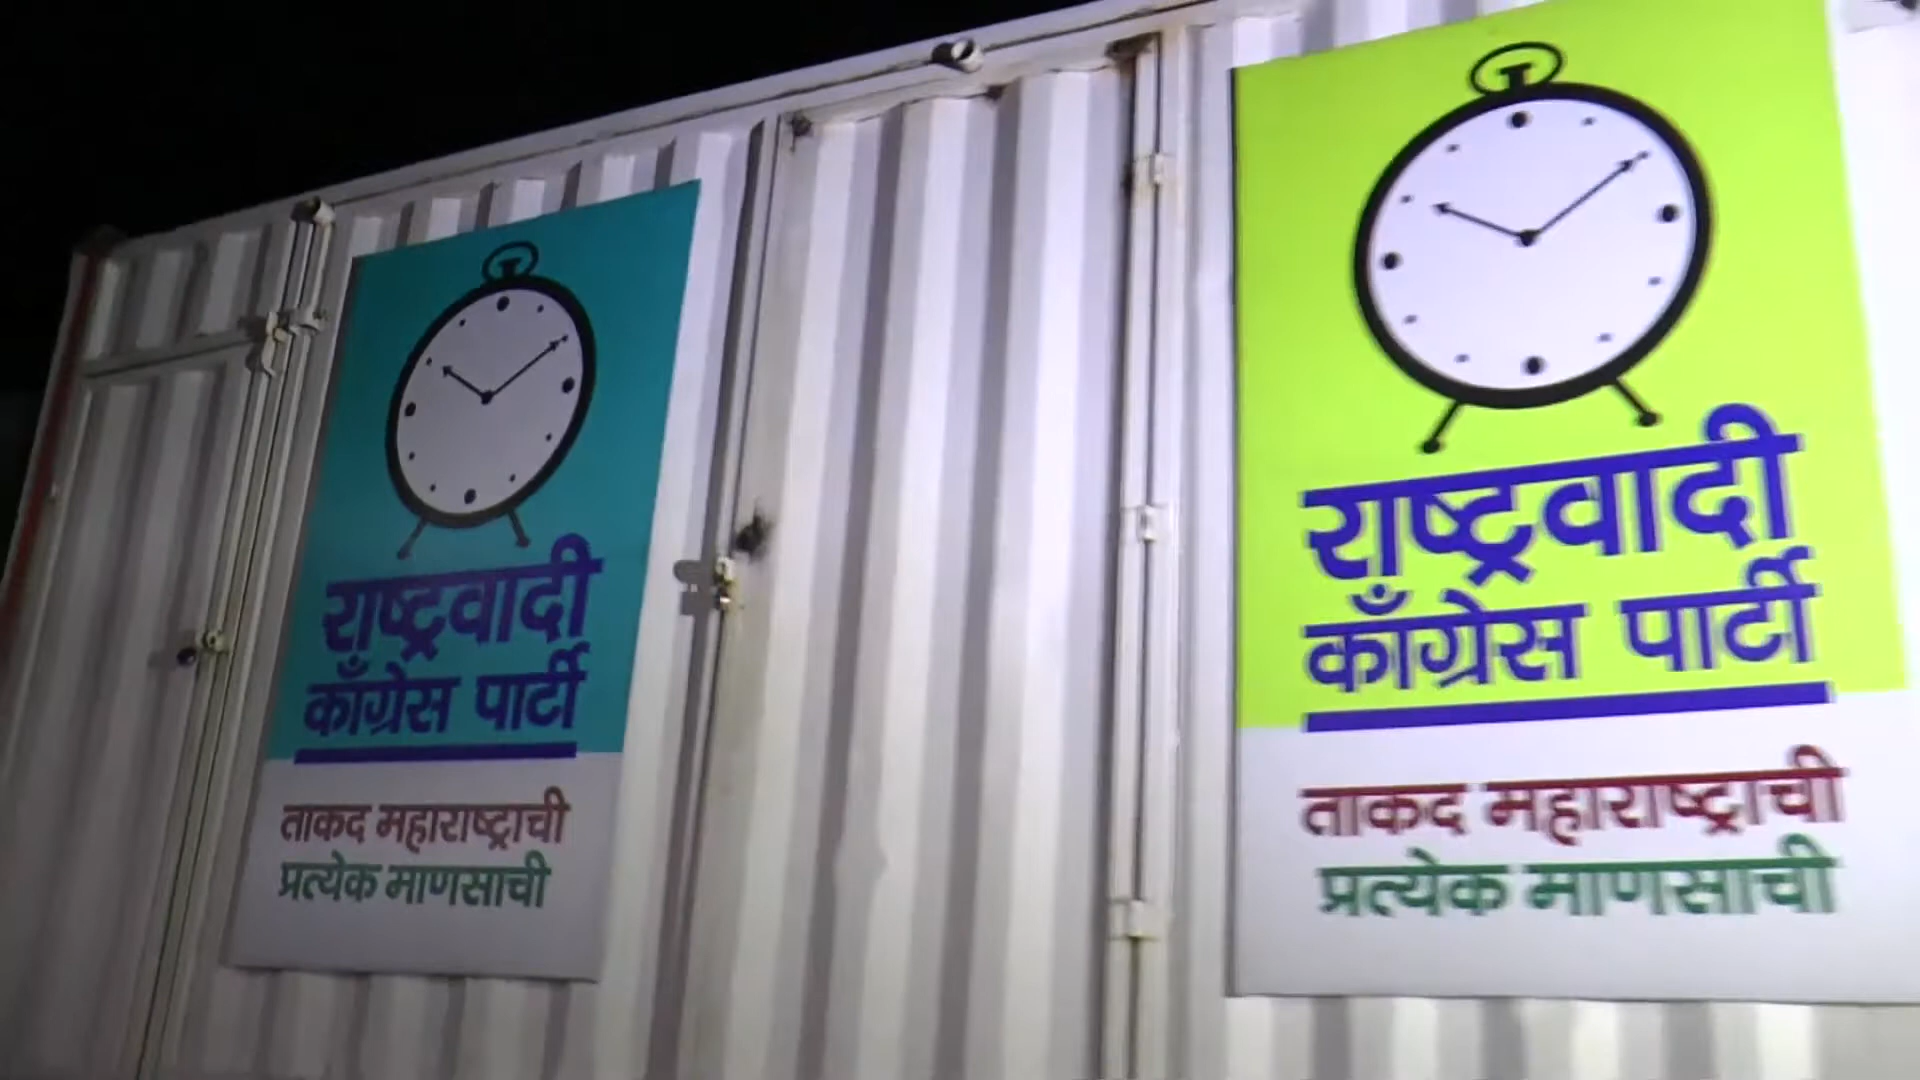 राष्ट्रवादी
काँग्रेस पार्टी
ताकद महाराष्ट्राची
प्रत्येक माणसाची
राष्ट्रवादी
काँग्रेस पार्टी
ताकद महाराष्ट्राची
प्रत्येक माणसाची